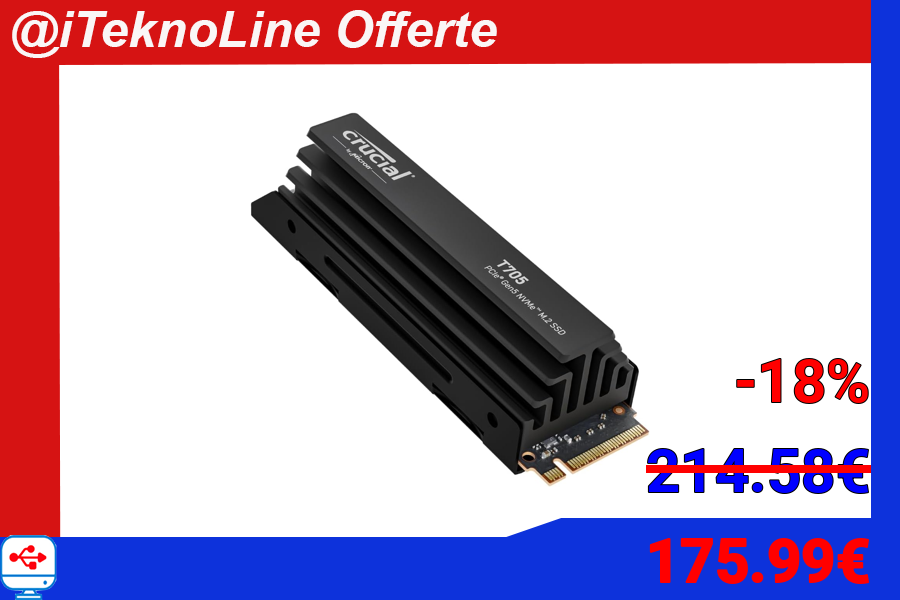 @iTeknoLine Offerte
crucial
by Micron
T705
PCIe® Gen5 NVMe™ M.2 SSD
-18%
214.58€
175.99€